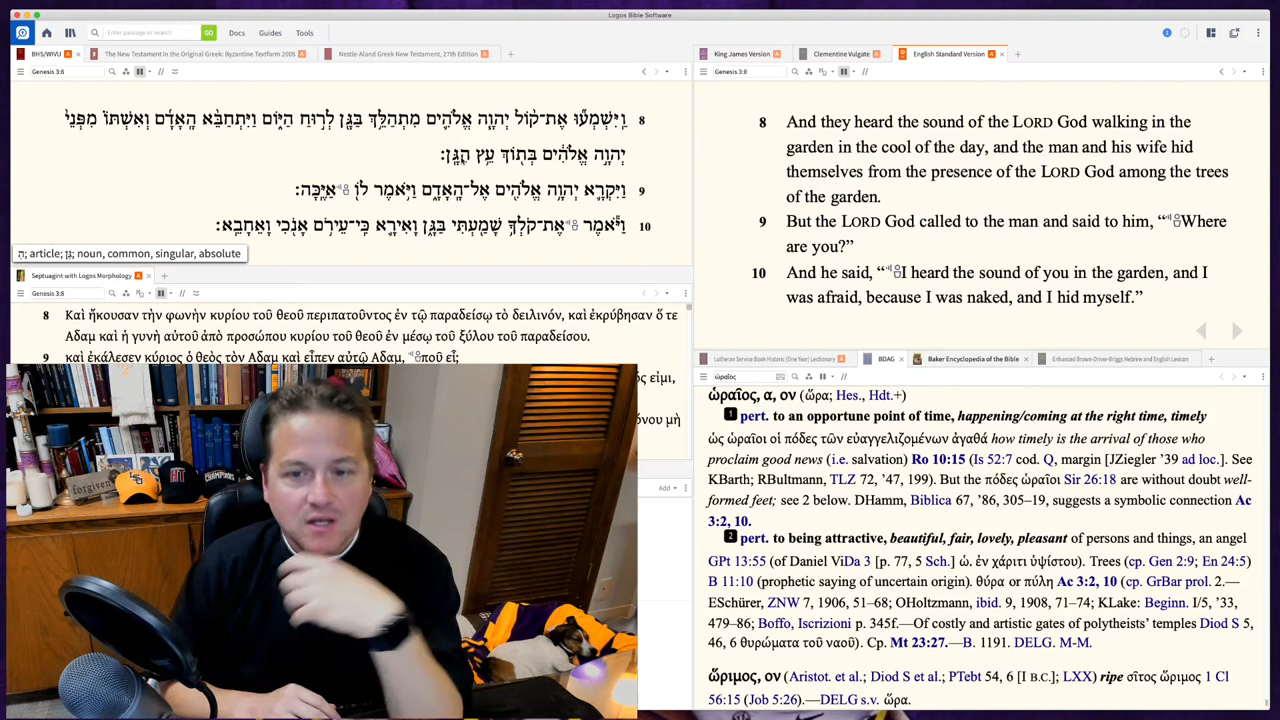 Logos Bible Software
Enter passage or search
GO
Docs
Guides
Tools
BHS/WIVU A
The New Testament in the Original Greek: Byzantine Textform 2005 A
Nestle-Aland Greek New Testament, 27th Edition A
Genesis 3:8
8 וַֽיִּשְׁמְע֞וּ אֶת־ק֨וֹל יְהוָ֧ה אֱלֹהִ֛ים מִתְהַלֵּ֥ךְ בַּגָּ֖ן לְר֣וּחַ הַיּ֑וֹם וַיִּתְחַבֵּ֨א הָֽאָדָ֜ם וְאִשְׁתּ֗וֹ מִפְּנֵי֙
יְהוָ֣ה אֱלֹהִ֔ים בְּת֖וֹךְ עֵ֥ץ הַגָּֽן׃
9 וַיִּקְרָ֛א יְהוָ֥ה אֱלֹהִ֖ים אֶל־הָֽאָדָ֑ם וַיֹּ֥אמֶר ל֖וֹ אַיֶּֽכָּה׃
10 וַיֹּ֕אמֶר אֶת־קֹלְךָ֥ שָׁמַ֖עְתִּי בַּגָּ֑ן וָאִירָ֛א כִּֽי־עֵירֹ֥ם אָנֹ֖כִי וָאֵחָבֵֽא׃
ה; article; גן; noun, common, singular, absolute
Septuagint with Logos Morphology A
Genesis 3:8
8 Καὶ ἤκουσαν τὴν φωνὴν κυρίου τοῦ θεοῦ περιπατοῦντος ἐν τῷ παραδείσῳ τὸ δειλινόν, καὶ ἐκρύβησαν ὅ τε
Αδαμ καὶ ἡ γυνὴ αὐτοῦ ἀπὸ προσώπου κυρίου τοῦ θεοῦ ἐν μέσῳ τοῦ ξύλου τοῦ παραδείσου.
9 καὶ ἐκάλεσεν κύριος ὁ θεὸς τὸν Αδαμ καὶ εἶπεν αὐτῷ Αδαμ, ποῦ εἶ;
εἰμι,
μὴ
Add
forgiven
HT
CHAMPIONS
King James Version A
Clementine Vulgate A
English Standard Version A
Genesis 3:8
8 And they heard the sound of the LORD God walking in the
garden in the cool of the day, and the man and his wife hid
themselves from the presence of the LORD God among the trees
of the garden.
9 But the LORD God called to the man and said to him, “Where
are you?”
10 And he said, “I heard the sound of you in the garden, and I
was afraid, because I was naked, and I hid myself.”
Lutheran Service Book Historic (One Year) Lectionary A
BDAG A
Baker Encyclopedia of the Bible A
Enhanced Brown-Driver-Briggs Hebrew and English Lexicon
ὡραῖος
ὡραῖος, α, ον (ὥρα; Hes., Hdt.+)
1 pert. to an opportune point of time, happening/coming at the right time, timely
ὡς ὡραῖοι οἱ πόδες τῶν εὐαγγελιζομένων ἀγαθά how timely is the arrival of those who
proclaim good news (i.e. salvation) Ro 10:15 (Is 52:7 cod. Q, margin [JZiegler ’39 ad loc.]. See
KBarth; RBultmann, TLZ 72, ’47, 199). But the πόδες ὡραῖοι Sir 26:18 are without doubt well-
formed feet; see 2 below. DHamm, Biblica 67, ’86, 305–19, suggests a symbolic connection Ac
3:2, 10.
2 pert. to being attractive, beautiful, fair, lovely, pleasant of persons and things, an angel
GPt 13:55 (of Daniel ViDa 3 [p. 77, 5 Sch.] ὡ. ἐν χάριτι ὑψίστου). Trees (cp. Gen 2:9; En 24:5)
B 11:10 (prophetic saying of uncertain origin). θύρα or πύλη Ac 3:2, 10 (cp. GrBar prol. 2.—
ESchürer, ZNW 7, 1906, 51–68; OHoltzmann, ibid. 9, 1908, 71–74; KLake: Beginn. I/5, ’33,
479–86; Boffo, Iscrizioni p. 345f.—Of costly and artistic gates of polytheists’ temples Diod S 5,
46, 6 θυρώματα τοῦ ναοῦ). Cp. Mt 23:27.—B. 1191. DELG. M-M.
ὥριμος, ον (Aristot. et al.; Diod S et al.; PTebt 54, 6 [I B.C.]; LXX) ripe σῖτος ὥριμος 1 Cl
56:15 (Job 5:26).—DELG s.v. ὥρα.